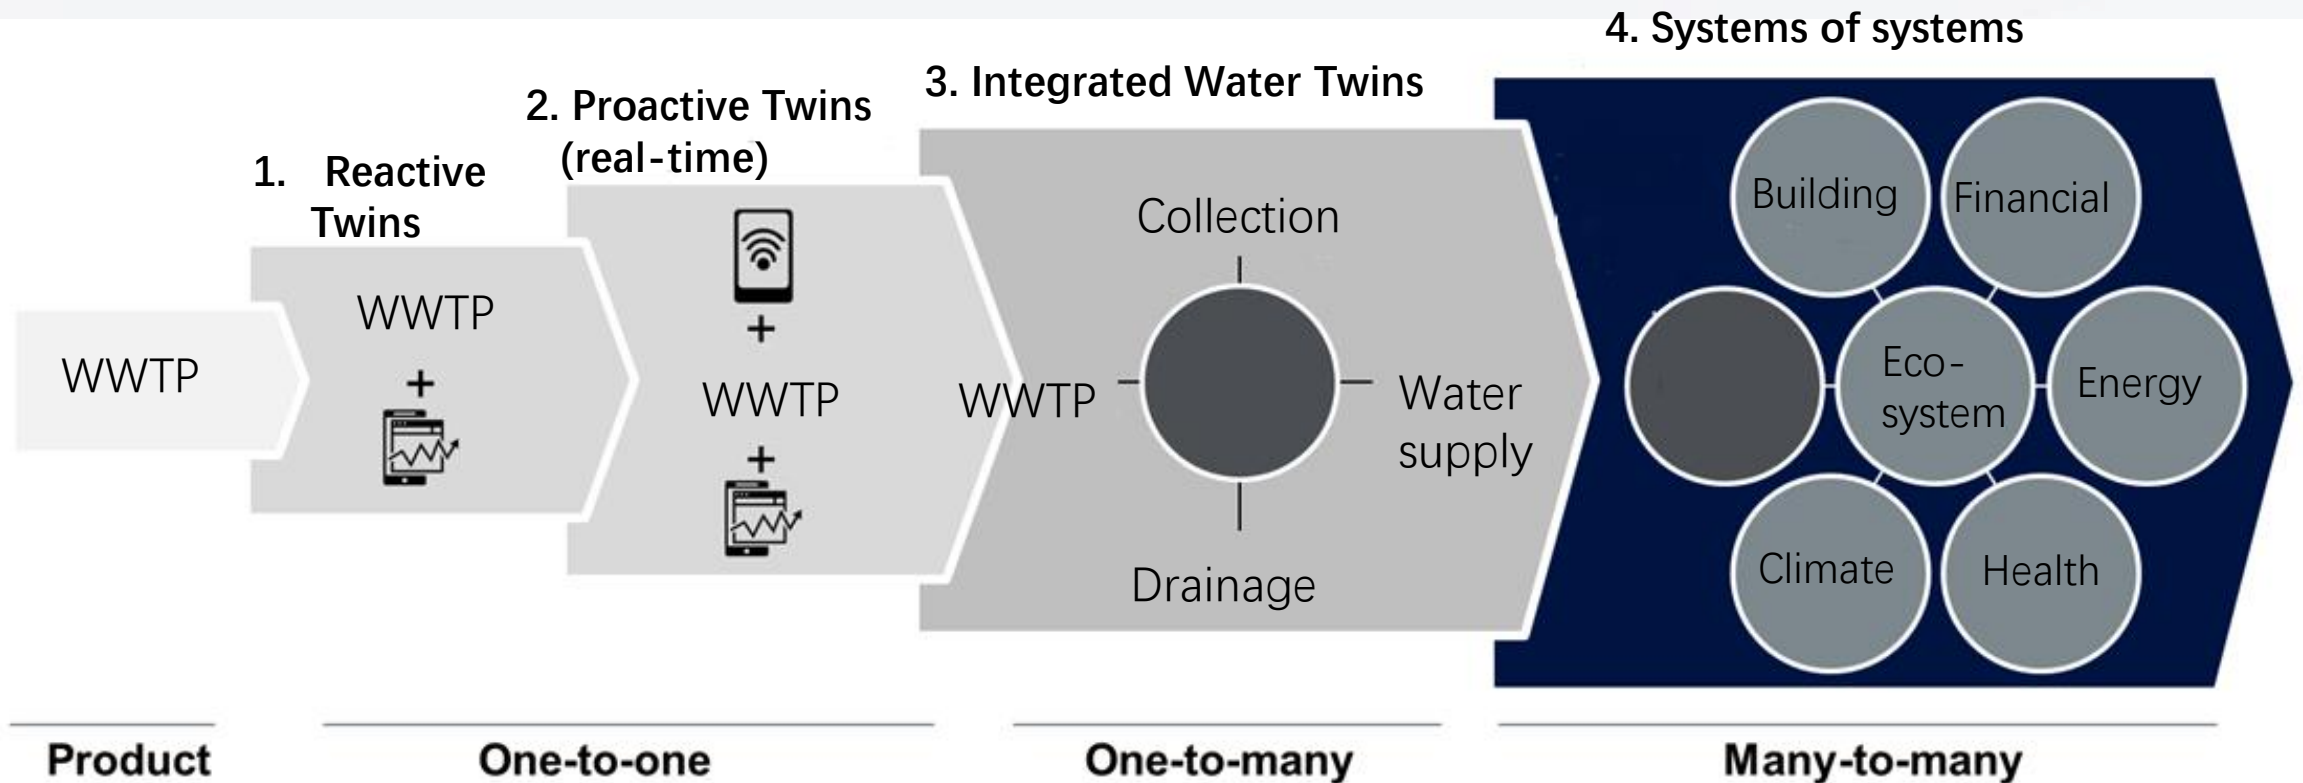 4. Systems of systems
3. Integrated Water Twins
2. Proactive Twins
(real-time)
1. Reactive
Twins
WWTP
WWTP
+
+
WWTP
+
Collection
WWTP
Water
supply
Drainage
Building
Financial
Eco-
system
Energy
Climate
Health
Product
One-to-one
One-to-many
Many-to-many